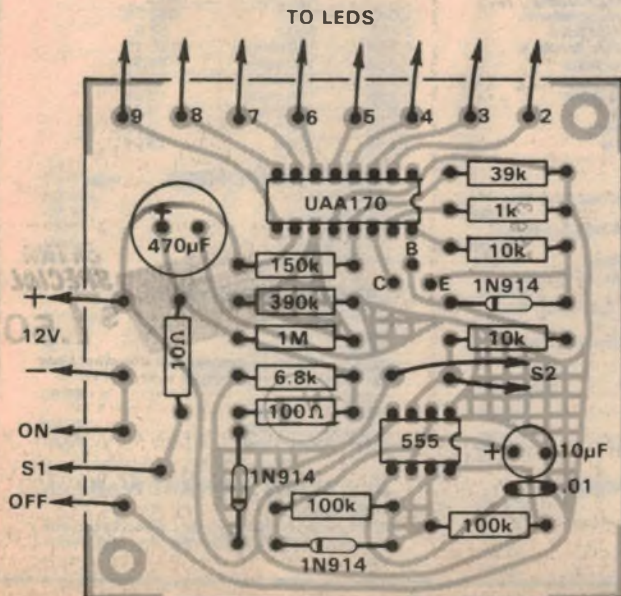 TO LEDS
9 8 7 6 5 4 3 2
UAA170
39k
1k
10k
+
470µF
B
C E
150k
1N914
390k
+
12V
10Ω
1M
10k
−
6.8k
S2
100Ω
ON
555
+ 10µF
S1
1N914
.01
OFF
100k
100k
1N914